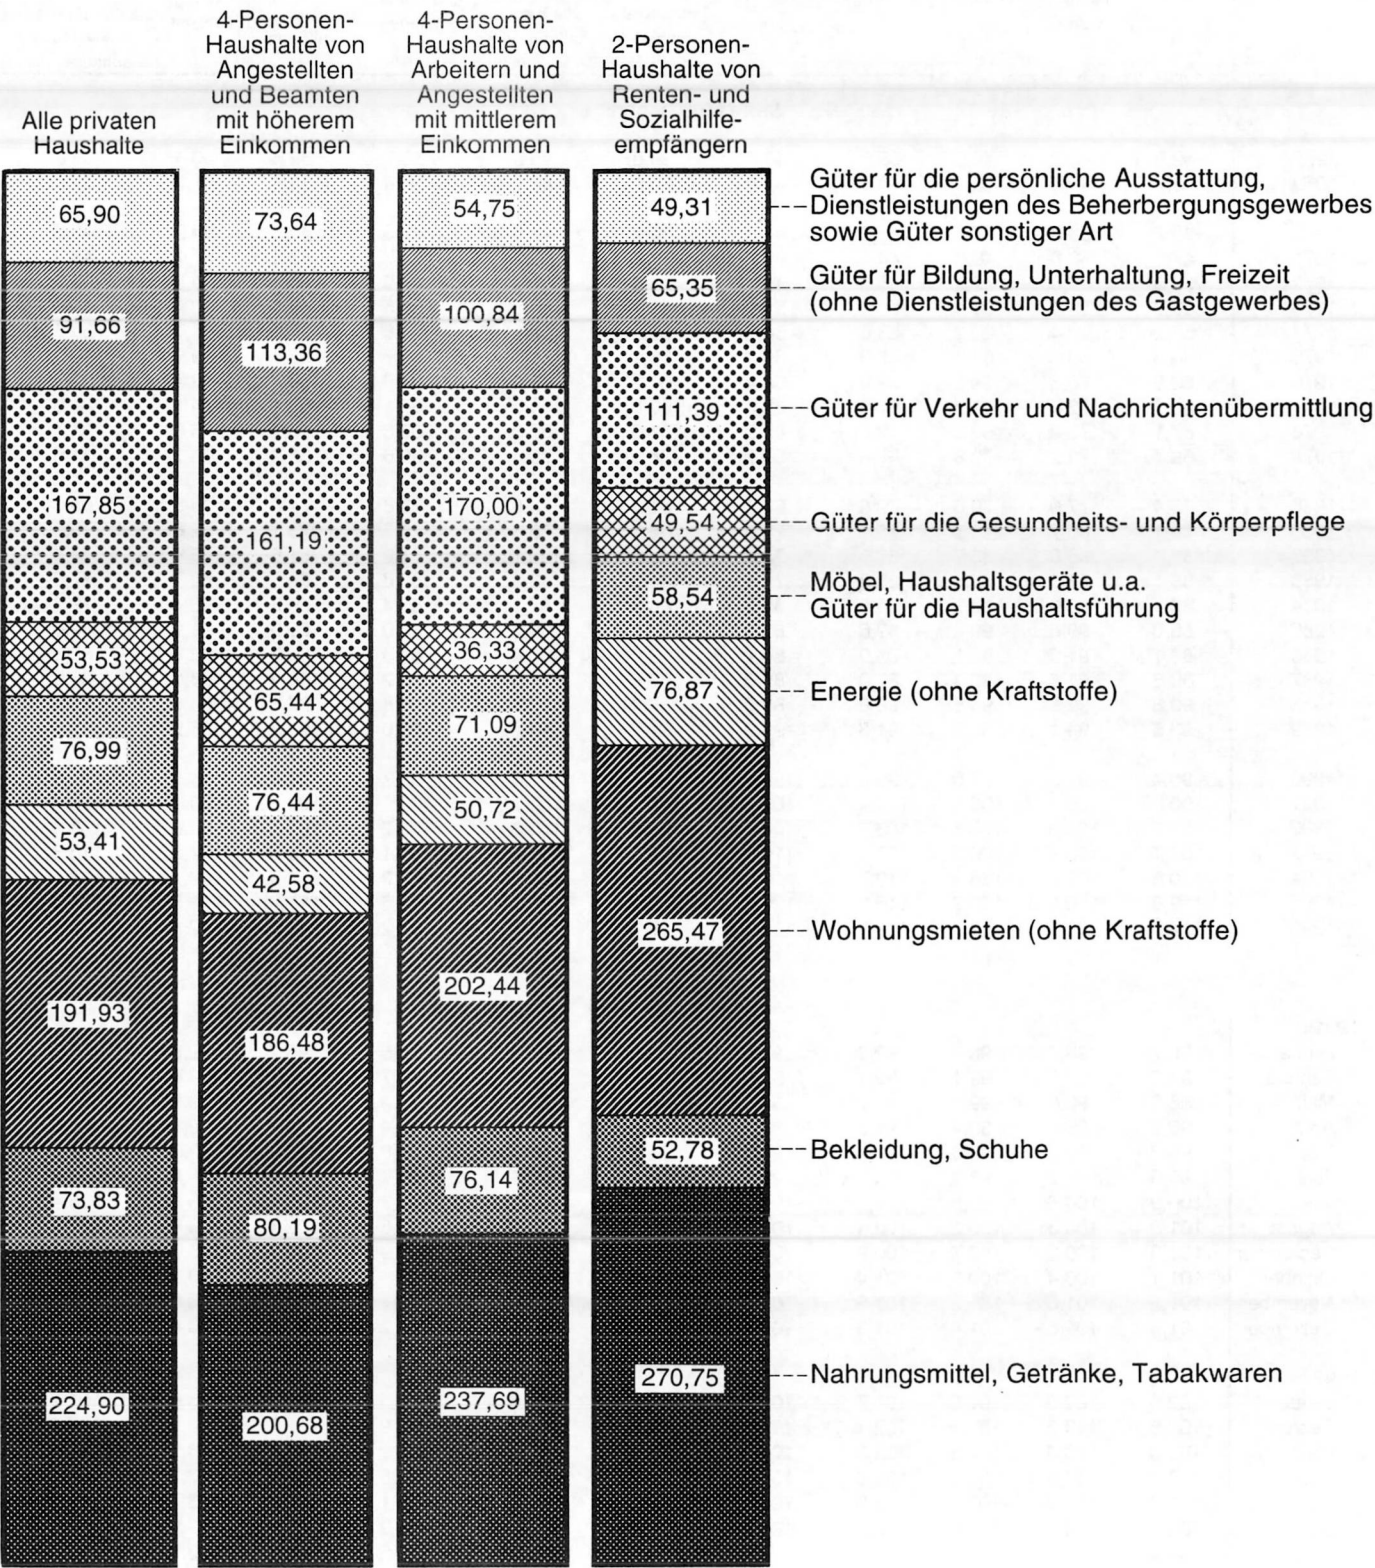 Alle privaten
Haushalte
4-Personen-
Haushalte von
Angestellten
und Beamten
mit höherem
Einkommen
4-Personen-
Haushalte von
Arbeitern und
Angestellten
mit mittlerem
Einkommen
2-Personen-
Haushalte von
Renten- und
Sozialhilfe-
empfängern
65,90
91,66
167,85
53,53
76,99
53,41
191,93
73,83
224,90
73,64
113,36
161,19
65,44
76,44
42,58
186,48
80,19
200,68
54,75
100,84
170,00
36,33
71,09
50,72
202,44
76,14
237,69
49,31
65,35
111,39
49,54
58,54
76,87
265,47
52,78
270,75
Güter für die persönliche Ausstattung,
Dienstleistungen des Beherbergungsgewerbes
sowie Güter sonstiger Art
Güter für Bildung, Unterhaltung, Freizeit
(ohne Dienstleistungen des Gastgewerbes)
Güter für Verkehr und Nachrichtenübermittlung
Güter für die Gesundheits- und Körperpflege
Möbel, Haushaltsgeräte u.a.
Güter für die Haushaltsführung
Energie (ohne Kraftstoffe)
Wohnungsmieten (ohne Kraftstoffe)
Bekleidung, Schuhe
Nahrungsmittel, Getränke, Tabakwaren